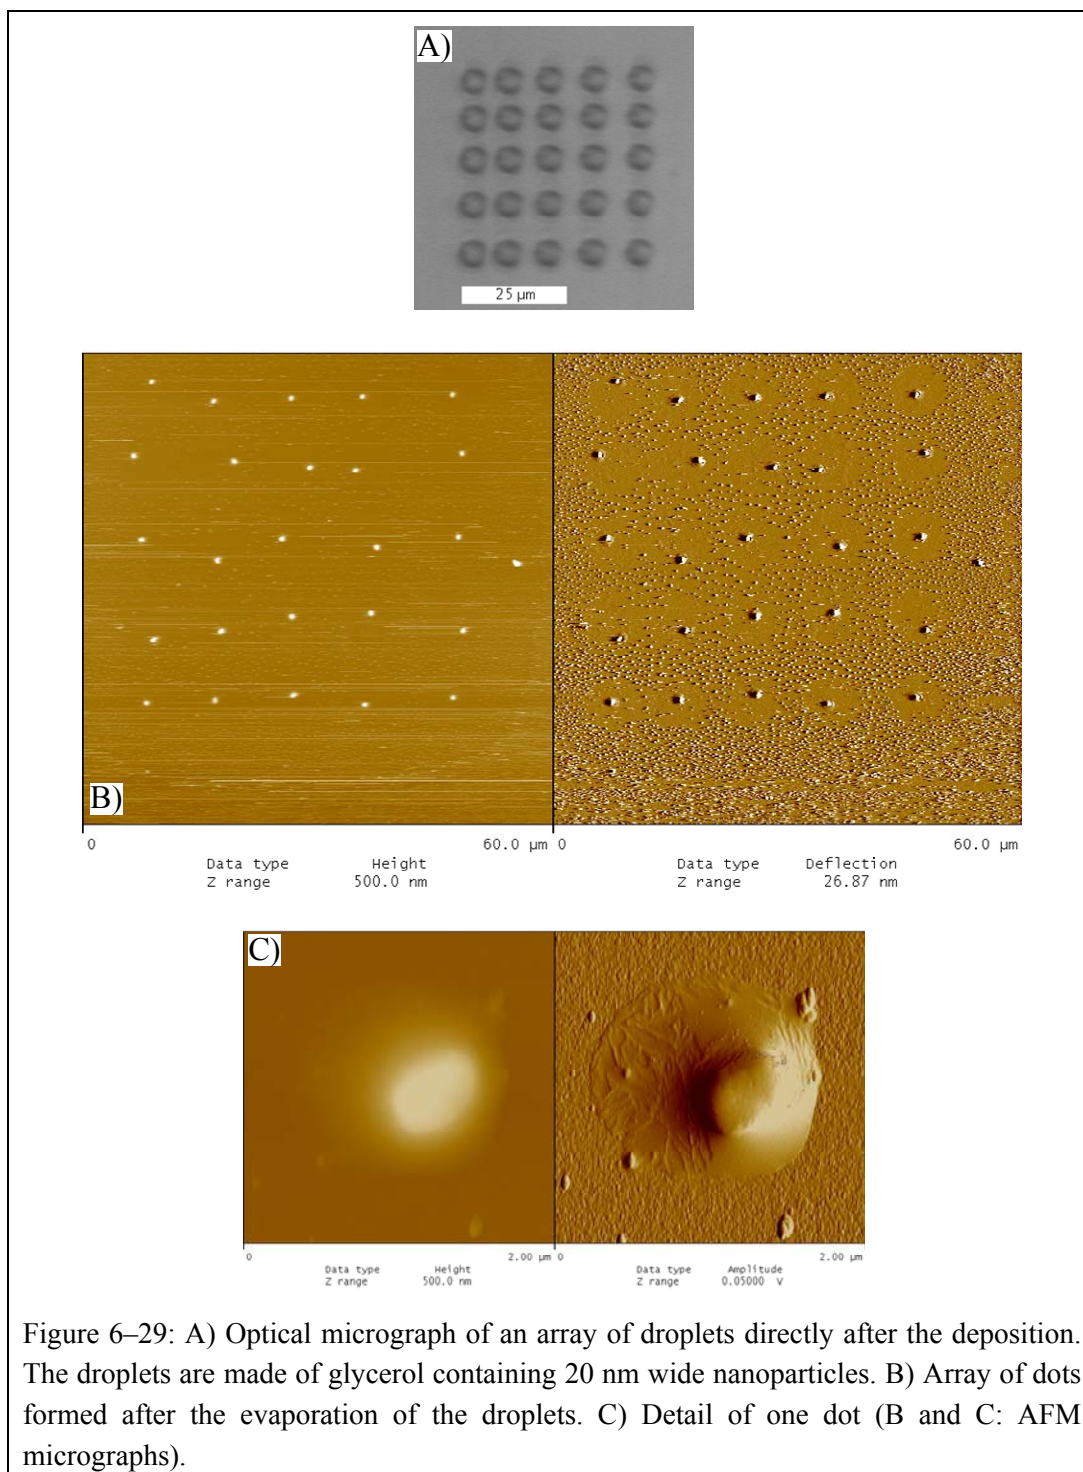 A)
25 µm
B)
0 60.0 µm 0 60.0 µm
Data type Height Data type Deflection
Z range 500.0 nm Z range 26.87 nm
C)
0 2.00 µm 0 2.00 µm
Data type Height Data type Amplitude
Z range 500.0 nm Z range 0.05000 V
Figure 6–29: A) Optical micrograph of an array of droplets directly after the deposition.
The droplets are made of glycerol containing 20 nm wide nanoparticles. B) Array of dots
formed after the evaporation of the droplets. C) Detail of one dot (B and C: AFM
micrographs).